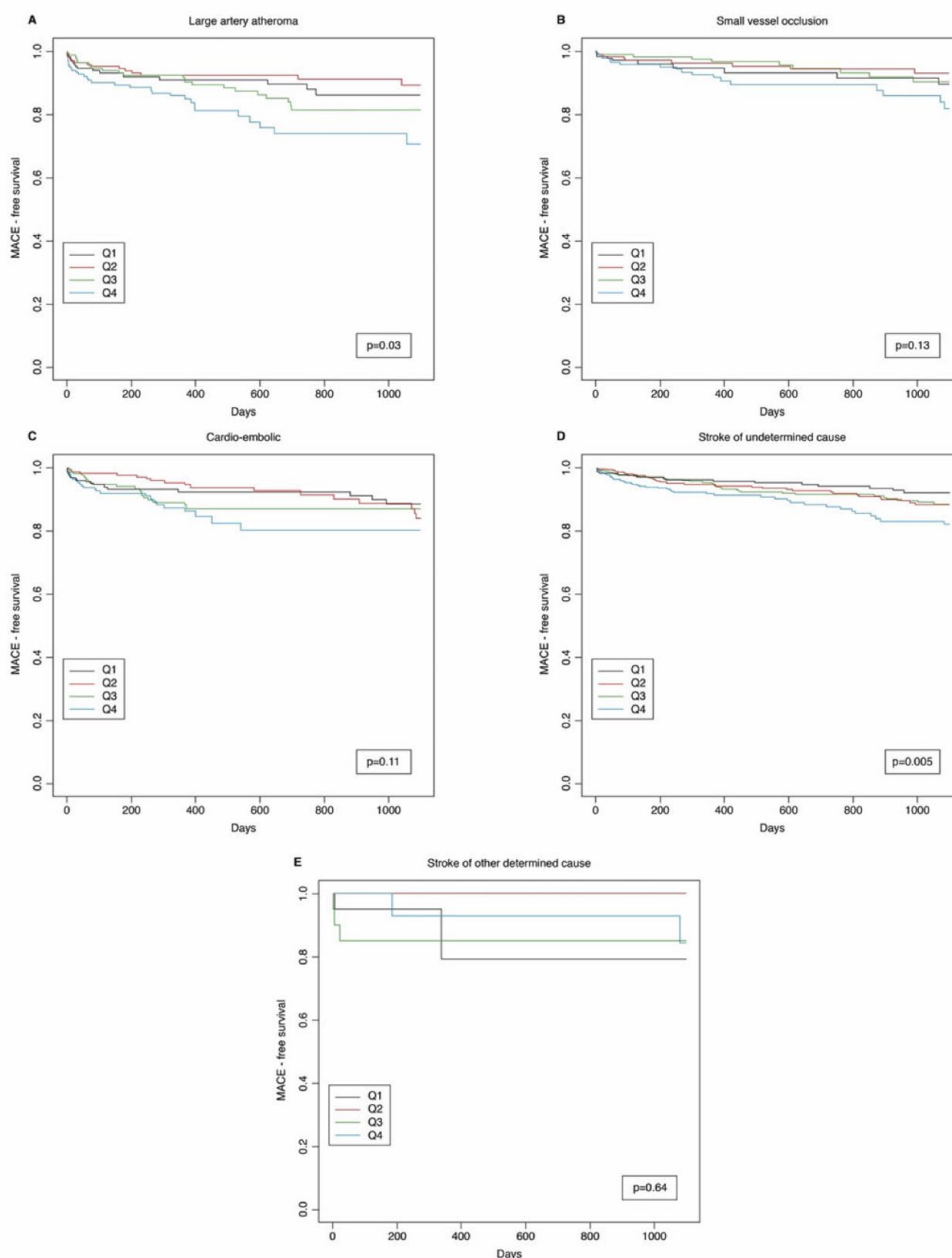 A
Large artery atheroma
MACE - free survival
1.0
0.8
0.6
0.4
0.2
0.0
Q1
Q2
Q3
Q4
p=0.03
0 200 400 600 800 1000
Days
B
Small vessel occlusion
MACE - free survival
1.0
0.8
0.6
0.4
0.2
0.0
Q1
Q2
Q3
Q4
p=0.13
0 200 400 600 800 1000
Days
C
Cardio-embolic
MACE - free survival
1.0
0.8
0.6
0.4
0.2
0.0
Q1
Q2
Q3
Q4
p=0.11
0 200 400 600 800 1000
Days
D
Stroke of undetermined cause
MACE - free survival
1.0
0.8
0.6
0.4
0.2
0.0
Q1
Q2
Q3
Q4
p=0.005
0 200 400 600 800 1000
Days
E
Stroke of other determined cause
MACE - free survival
1.0
0.8
0.6
0.4
0.2
0.0
Q1
Q2
Q3
Q4
p=0.64
0 200 400 600 800 1000
Days